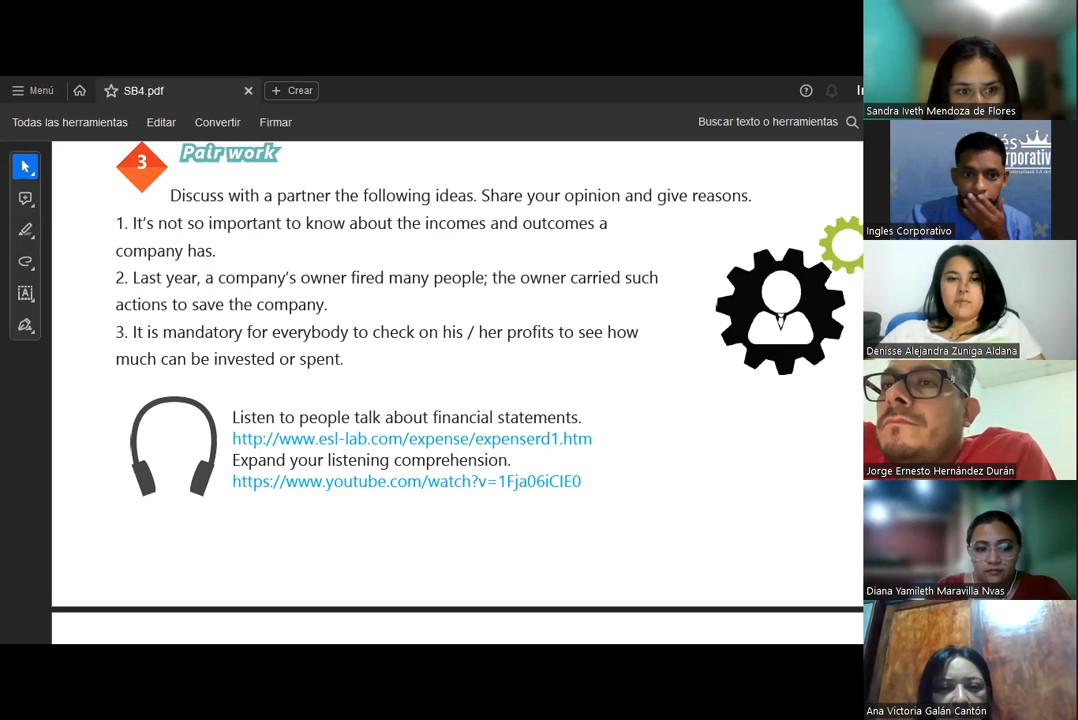 Menú
SB4.pdf
Crear
Todas las herramientas
Editar
Convertir
Firmar
Buscar texto o herramientas
3
Pair work
Discuss with a partner the following ideas. Share your opinion and give reasons.
1. It’s not so important to know about the incomes and outcomes a
company has.
2. Last year, a company’s owner fired many people; the owner carried such
actions to save the company.
3. It is mandatory for everybody to check on his / her profits to see how
much can be invested or spent.
Listen to people talk about financial statements.
http://www.esl-lab.com/expense/expenserd1.htm
Expand your listening comprehension.
https://www.youtube.com/watch?v=1Fja06iCIE0
Sandra Iveth Mendoza de Flores
Ingles Corporativo
Denisse Alejandra Zuniga Aldana
Jorge Ernesto Hernández Durán
Diana Yamileth Maravilla Nvas
Ana Victoria Galán Cantón